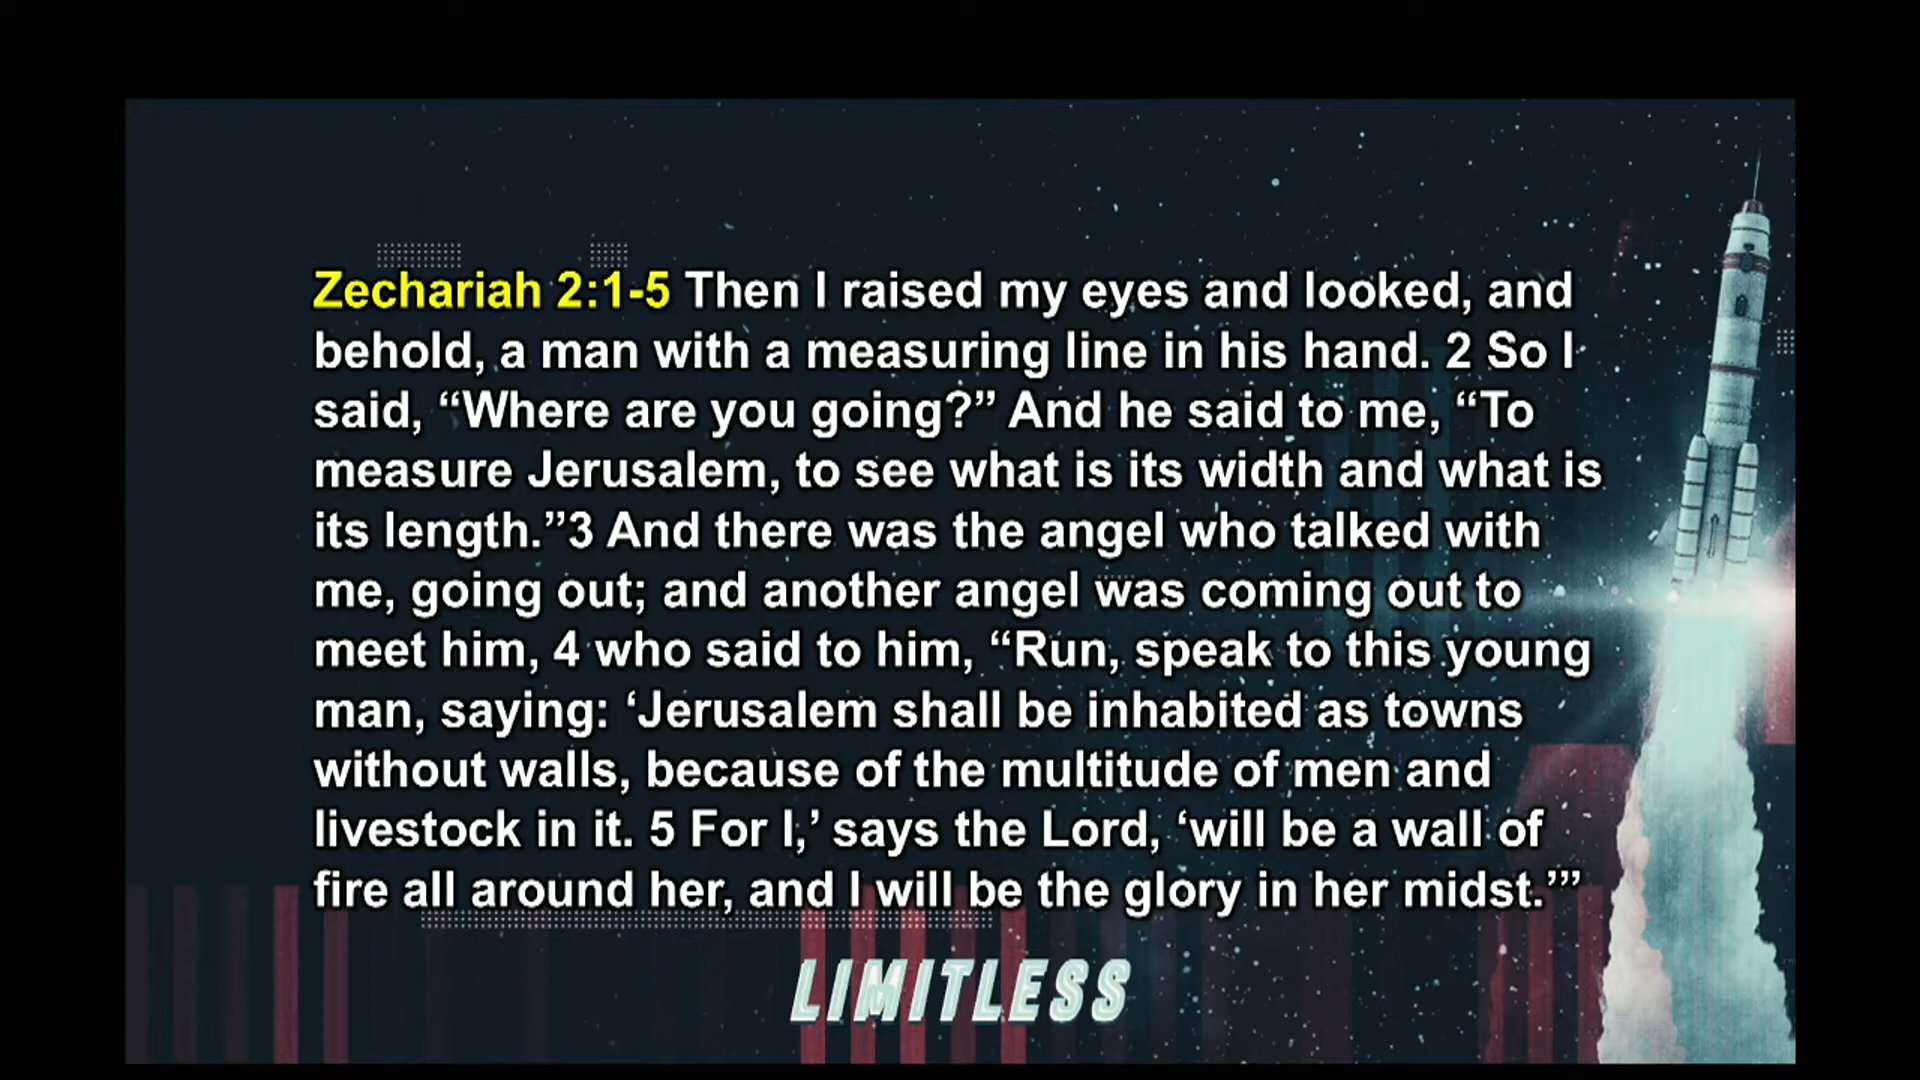 Zechariah 2:1-5 Then I raised my eyes and looked, and
behold, a man with a measuring line in his hand. 2 So I
said, “Where are you going?” And he said to me, “To
measure Jerusalem, to see what is its width and what is
its length.”3 And there was the angel who talked with
me, going out; and another angel was coming out to
meet him, 4 who said to him, “Run, speak to this young
man, saying: ‘Jerusalem shall be inhabited as towns
without walls, because of the multitude of men and
livestock in it. 5 For I,’ says the Lord, ‘will be a wall of
fire all around her, and I will be the glory in her midst.’”
LIMITLESS